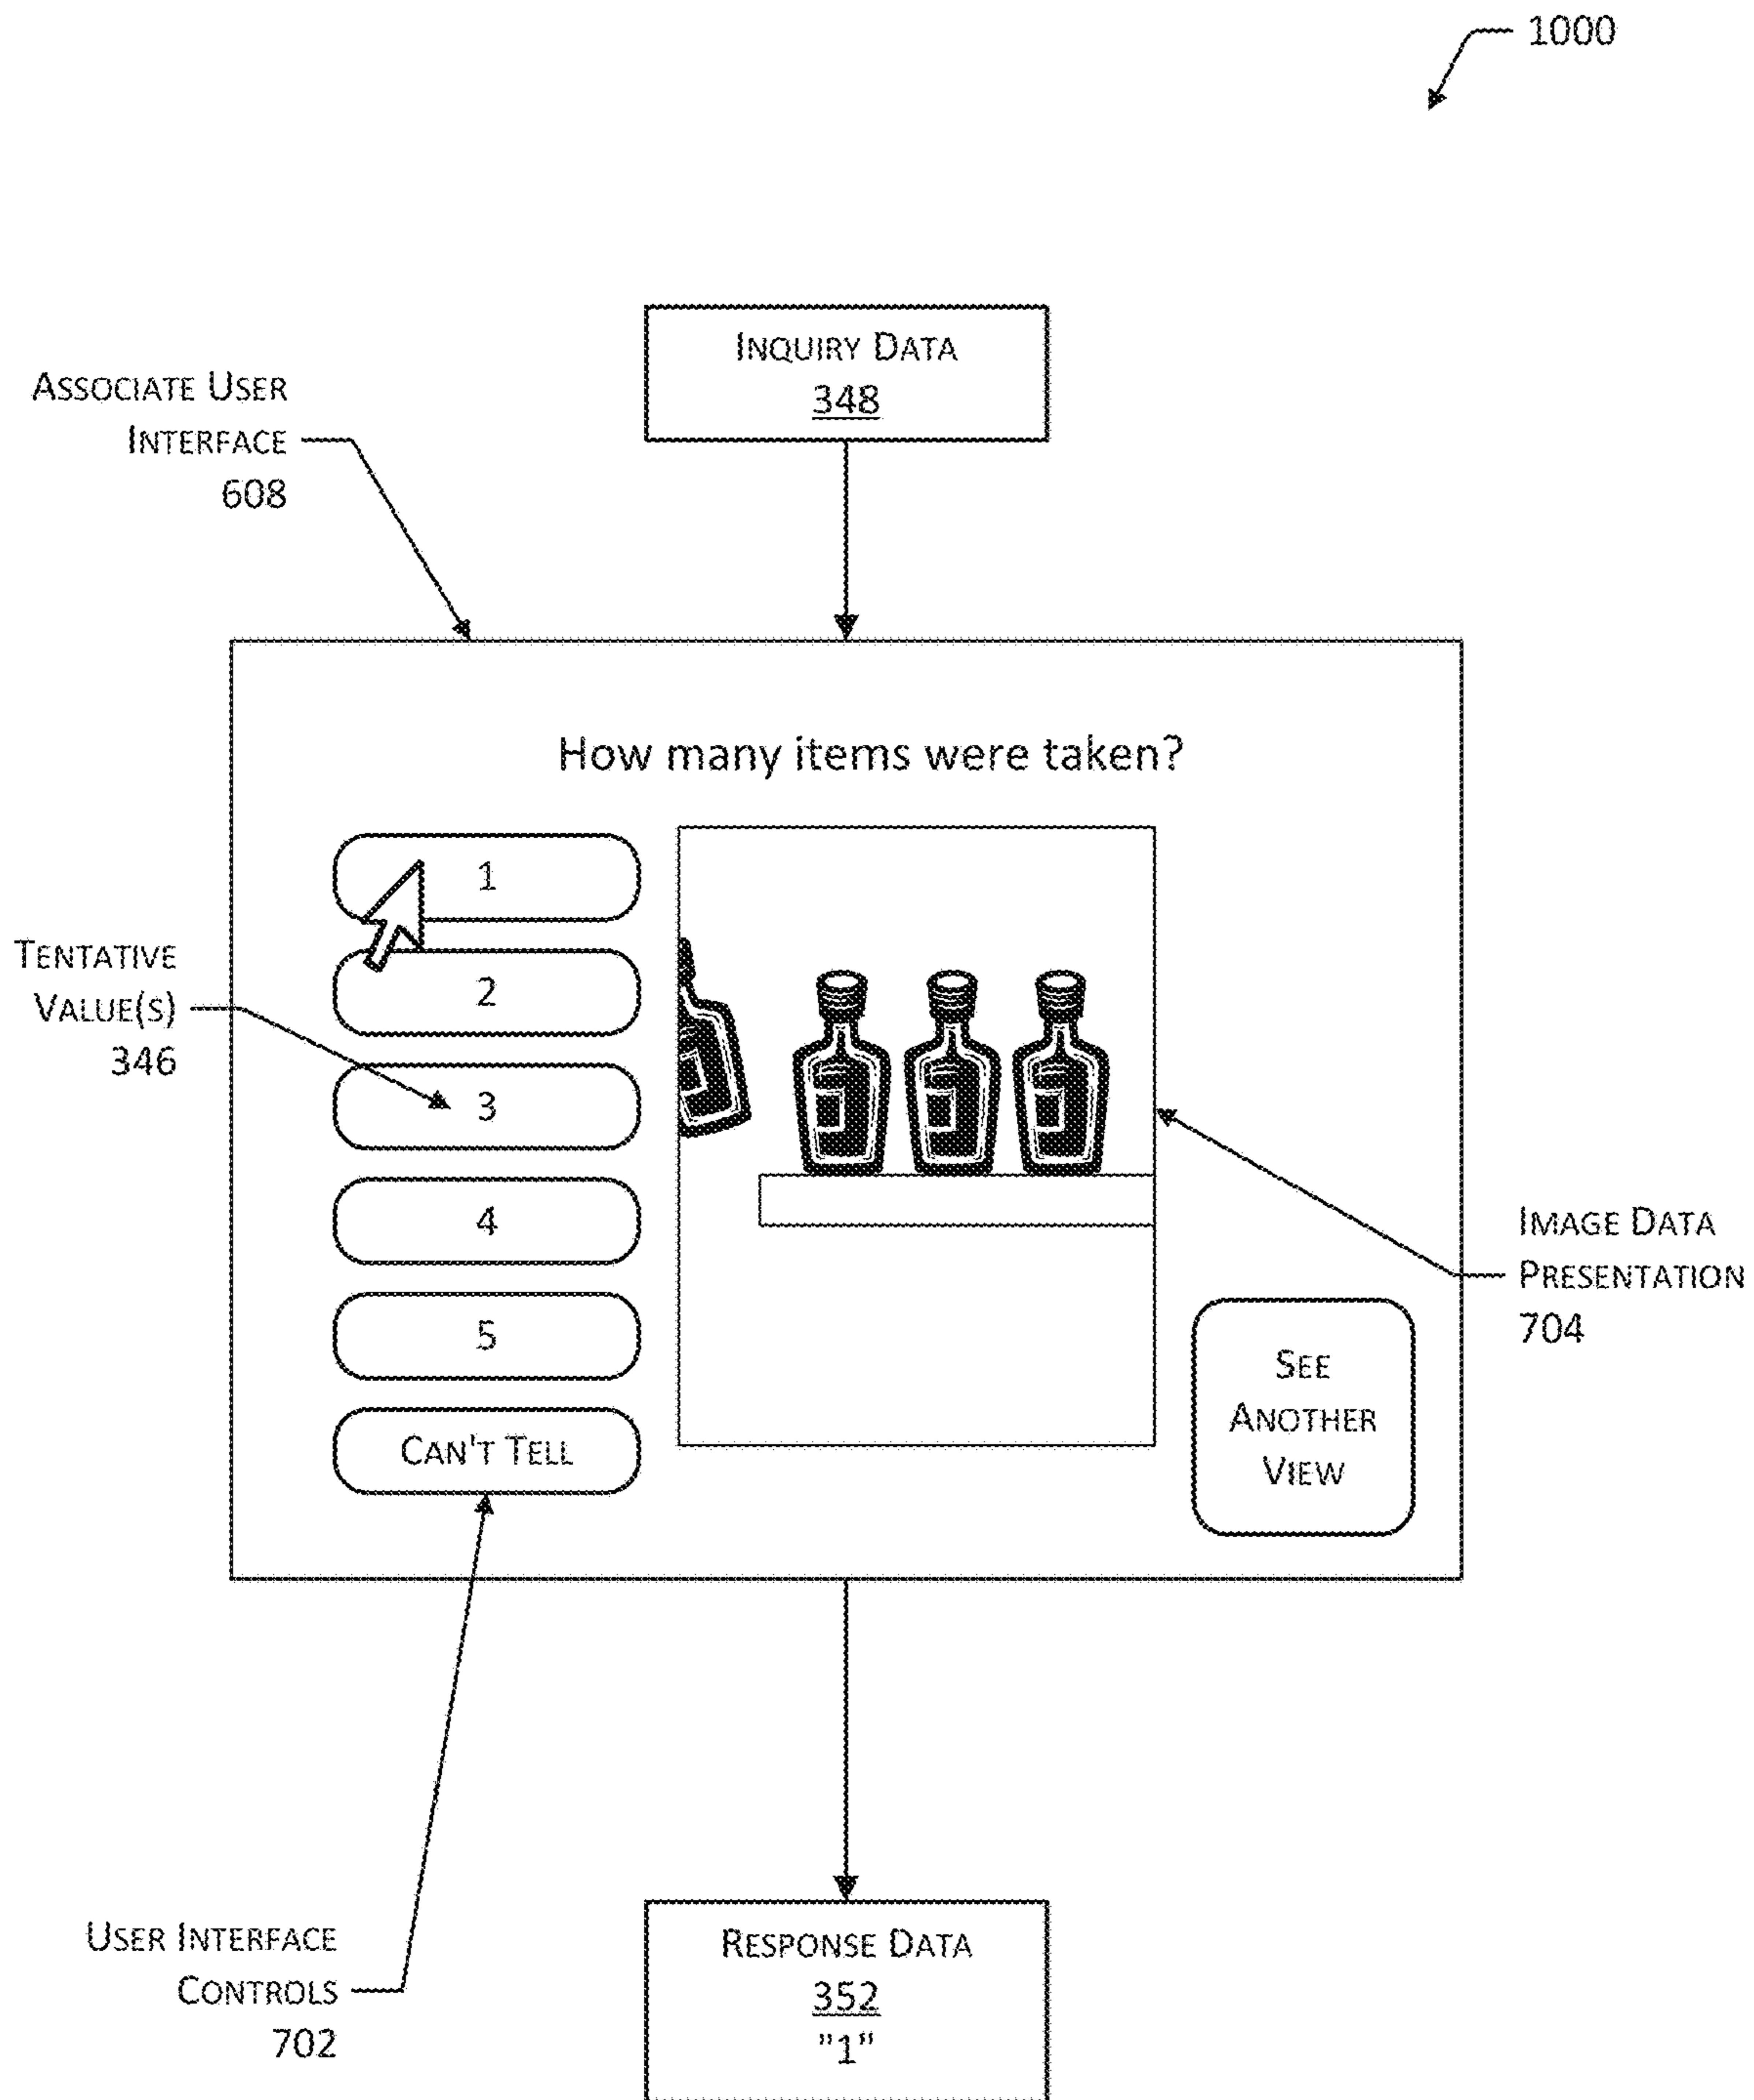 1000
INQUIRY DATA
348
ASSOCIATE USER
INTERFACE
608
How many items were taken?
1
2
3
4
5
CAN'T TELL
TENTATIVE
VALUE(S)
346
IMAGE DATA
PRESENTATION
704
SEE
ANOTHER
VIEW
USER INTERFACE
CONTROLS
702
RESPONSE DATA
352
"1"